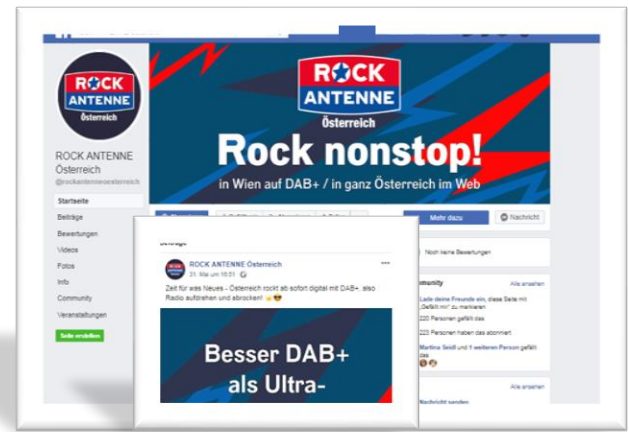 ROCK
ANTENNE
Österreich
ROCK ANTENNE
Österreich
@rockantenneoesterreich
Startseite
Beiträge
Bewertungen
Videos
Fotos
Info
Community
Veranstaltungen
Seite erstellen
ROCK
ANTENNE
Österreich
Rock nonstop!
in Wien auf DAB+ / in ganz Österreich im Web
Mehr dazu
Nachricht
Noch keine Bewertungen
Alle ansehen
Lade deine Freunde ein, diese Seite mit
„Gefällt mir“ zu markieren
220 Personen gefällt das
223 Personen haben das abonniert
Martina Seidl und 1 weiteren Person gefällt
das
Alle ansehen
Nachricht senden
ROCK ANTENNE Österreich
31. Mai um 10:51
Zeit für was Neues - Österreich rockt ab sofort digital mit DAB+, also
Radio aufdrehen und abrocken!
Besser DAB+
als Ultra-